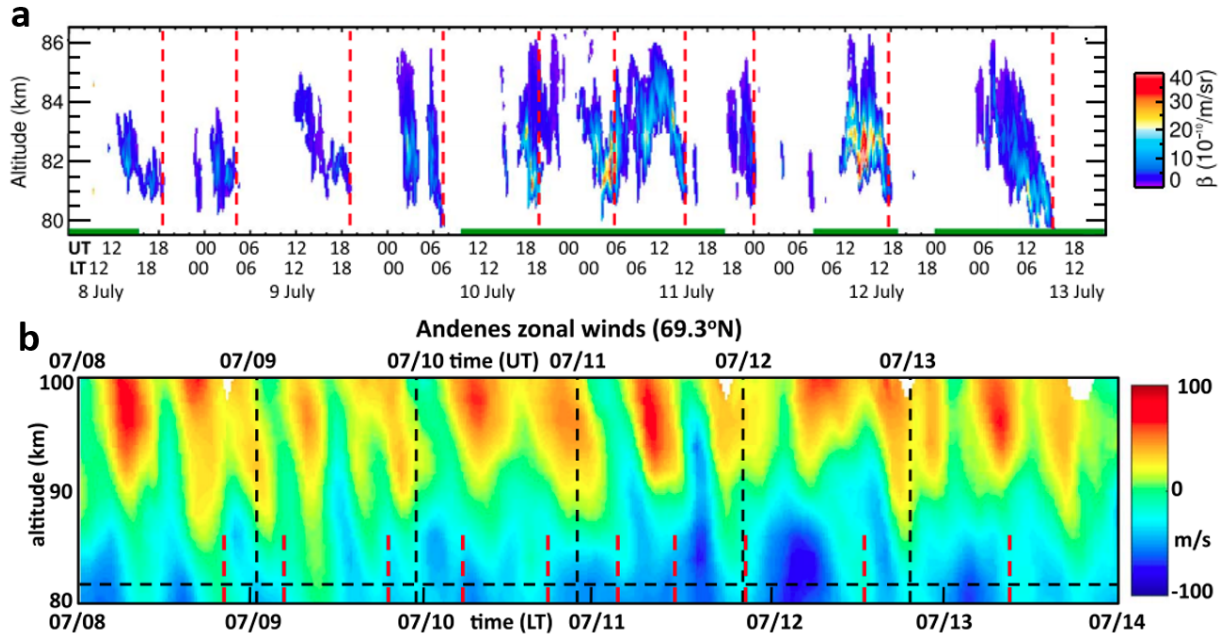 a
86
84
82
80
Altitude (km)
40
30
20
10
0
β (10⁻¹⁰/m/sr)
UT 12 18 00 06 12 18 00 06 12 18 00 06 12 18 00 06 12 18 00 06 12 18
LT 12 18 00 06 12 18 00 06 12 18 00 06 12 18 00 06 12 18 00 06 12
8 July 9 July 10 July 11 July 12 July 13 July
Andenes zonal winds (69.3ºN)
b
07/08 07/09 07/10 time (UT) 07/11 07/12 07/13
100
90
80
altitude (km)
100
0
m/s
-100
07/08 07/09 time (LT) 07/10 07/11 07/12 07/13 07/14